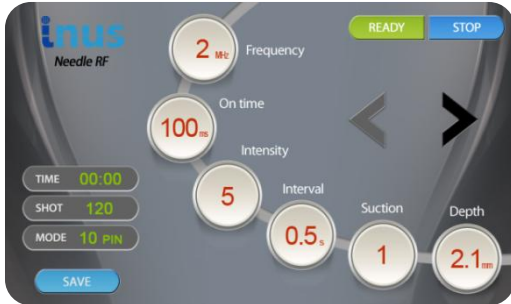 inus
Needle RF
READY STOP
2 MHz Frequency
On time
100 ms
Intensity
5
Interval
0.5 s
Suction
1
Depth
2.1 mm
TIME 00:00
SHOT 120
MODE 10 PIN
SAVE